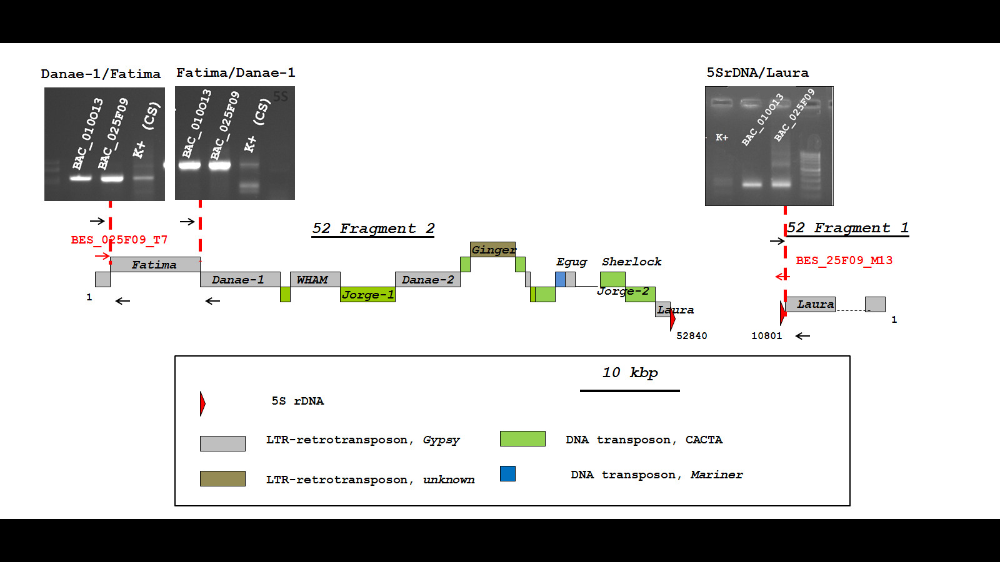 Danae-1/Fatima
Fatima/Danae-1
5SrDNA/Laura
BAC_010O13
BAC_025F09
K+ (CS)
BAC_010O13
BAC_025F09
K+ (CS)
5S
K+
BAC_010O13
BAC_025F09
52 Fragment 2
52 Fragment 1
BES_025F09_T7
BES_25F09_M13
Ginger
Fatima
Egug
Sherlock
Danae-1
WHAM
Jorge-1
Danae-2
Jorge-2
Laura
Laura
1
1
52840
10801
10 kbp
5S rDNA
LTR-retrotransposon, Gypsy
DNA transposon, CACTA
LTR-retrotransposon, unknown
DNA transposon, Mariner